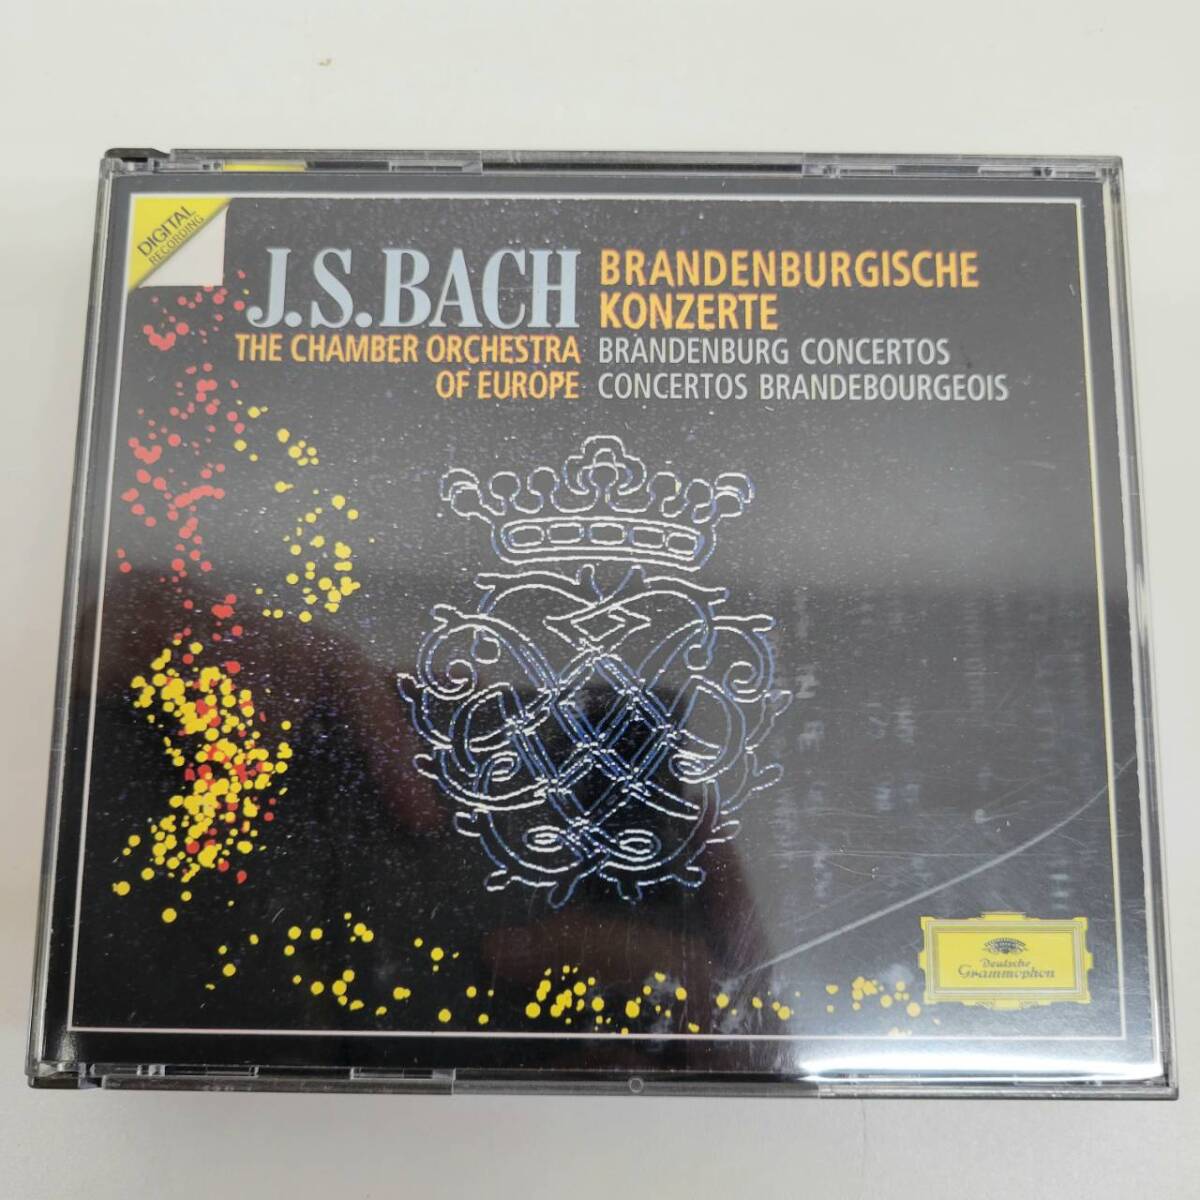 DIGITAL
RECORDING
J.S.BACH
THE CHAMBER ORCHESTRA
OF EUROPE
BRANDENBURGISCHE
KONZERTE
BRANDENBURG CONCERTOS
CONCERTOS BRANDEBOURGEOIS
Deutsche
Grammophon